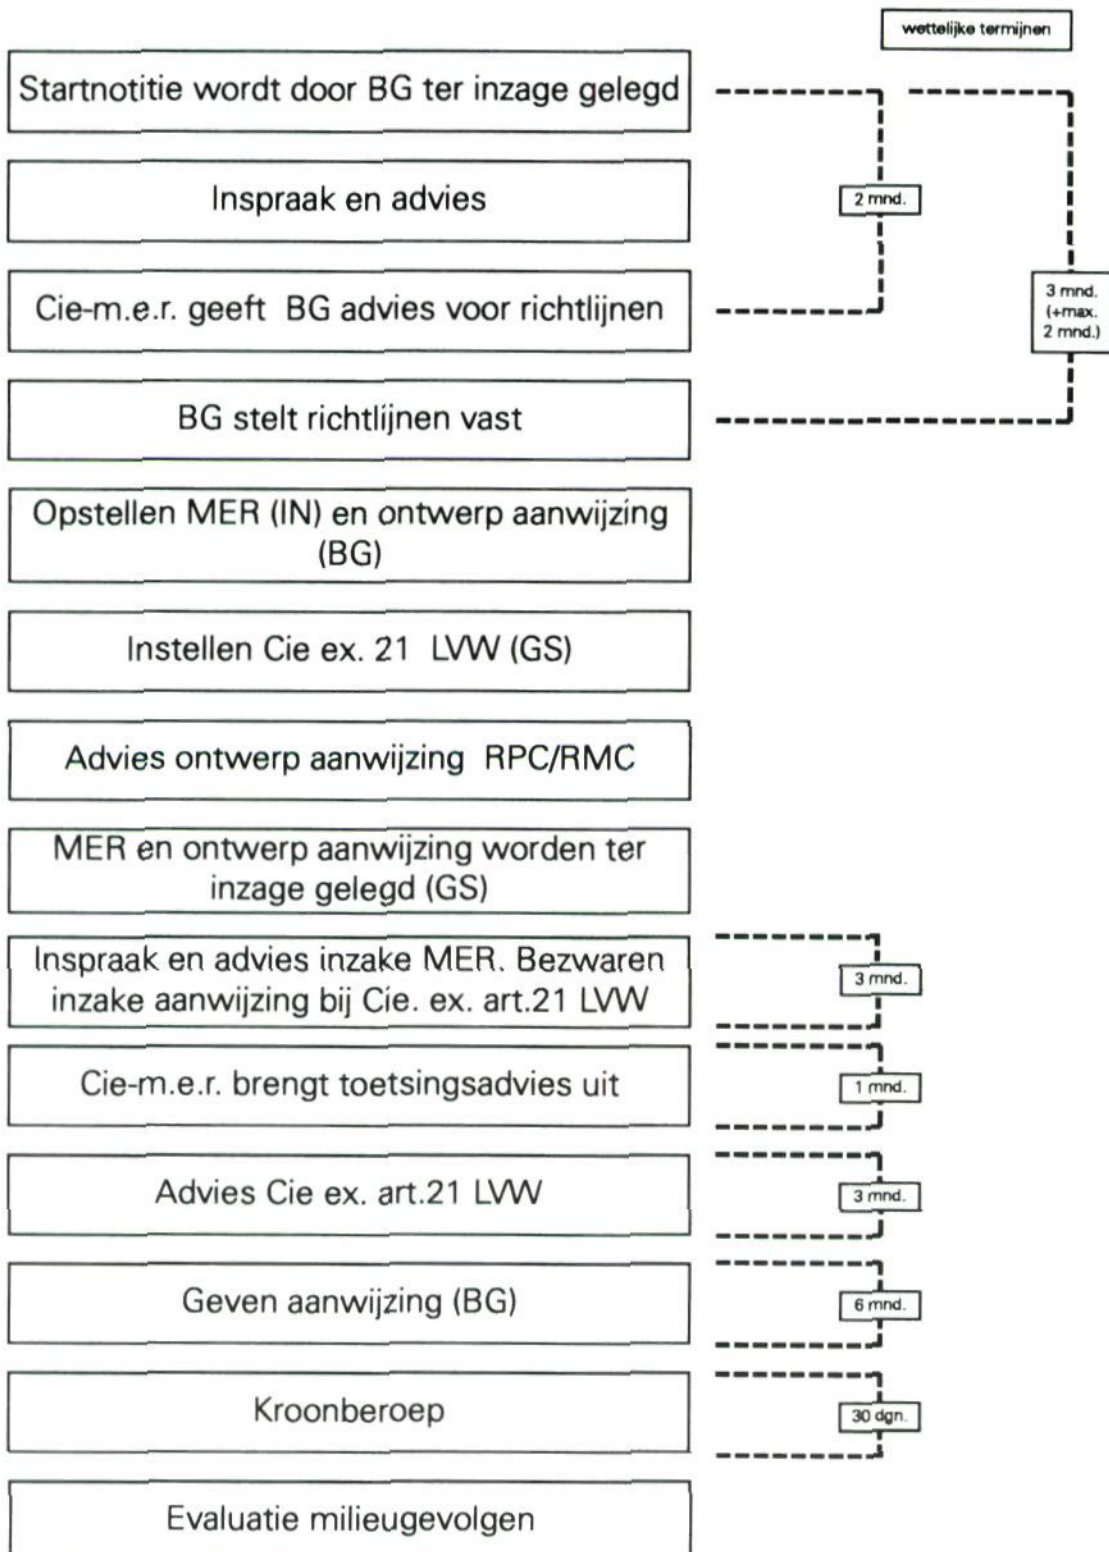 wettelijke termijnen
Startnotitie wordt door BG ter inzage gelegd
Inspraak en advies
2 mnd.
Cie-m.e.r. geeft BG advies voor richtlijnen
3 mnd.
(+max.
2 mnd.)
BG stelt richtlijnen vast
Opstellen MER (IN) en ontwerp aanwijzing
(BG)
Instellen Cie ex. 21 LVW (GS)
Advies ontwerp aanwijzing RPC/RMC
MER en ontwerp aanwijzing worden ter
inzage gelegd (GS)
Inspraak en advies inzake MER. Bezwaren
inzake aanwijzing bij Cie. ex. art.21 LVW
3 mnd.
Cie-m.e.r. brengt toetsingsadvies uit
1 mnd.
Advies Cie ex. art.21 LVW
3 mnd.
Geven aanwijzing (BG)
6 mnd.
Kroonberoep
30 dgn.
Evaluatie milieugevolgen